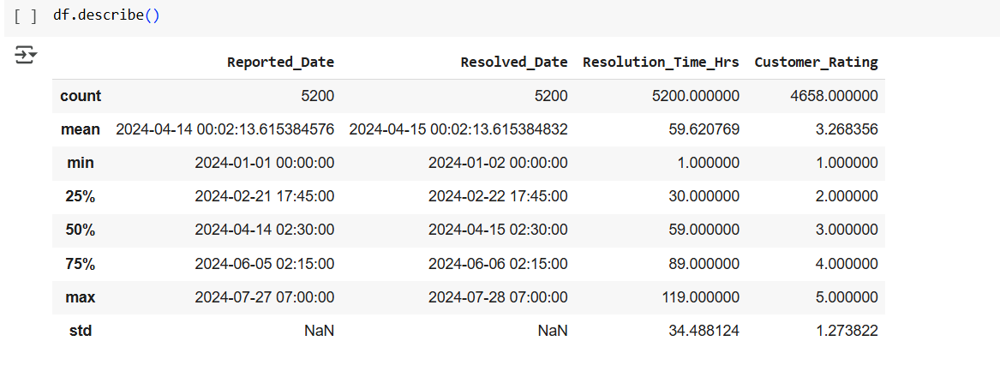 [ ] df.describe()
Reported_Date Resolved_Date Resolution_Time_Hrs Customer_Rating
count 5200 5200 5200.000000 4658.000000
mean 2024-04-14 00:02:13.615384576 2024-04-15 00:02:13.615384832 59.620769 3.268356
min 2024-01-01 00:00:00 2024-01-02 00:00:00 1.000000 1.000000
25% 2024-02-21 17:45:00 2024-02-22 17:45:00 30.000000 2.000000
50% 2024-04-14 02:30:00 2024-04-15 02:30:00 59.000000 3.000000
75% 2024-06-05 02:15:00 2024-06-06 02:15:00 89.000000 4.000000
max 2024-07-27 07:00:00 2024-07-28 07:00:00 119.000000 5.000000
std NaN NaN 34.488124 1.273822